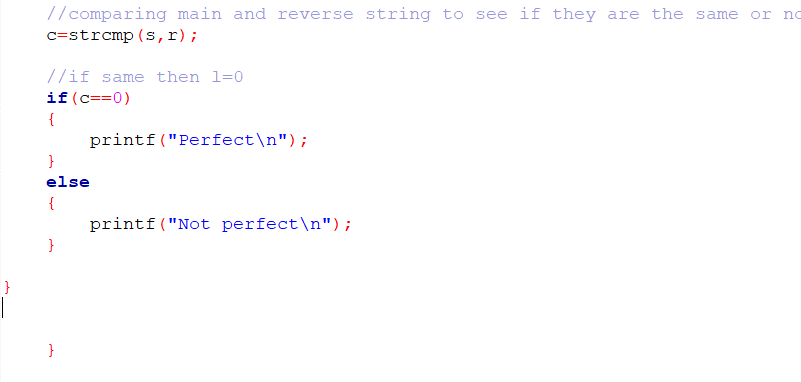 //comparing main and reverse string to see if they are the same or no
c=strcmp(s,r);
//if same then l=0
if(c==0)
{
printf("Perfect\n");
}
else
{
printf("Not perfect\n");
}
}
}